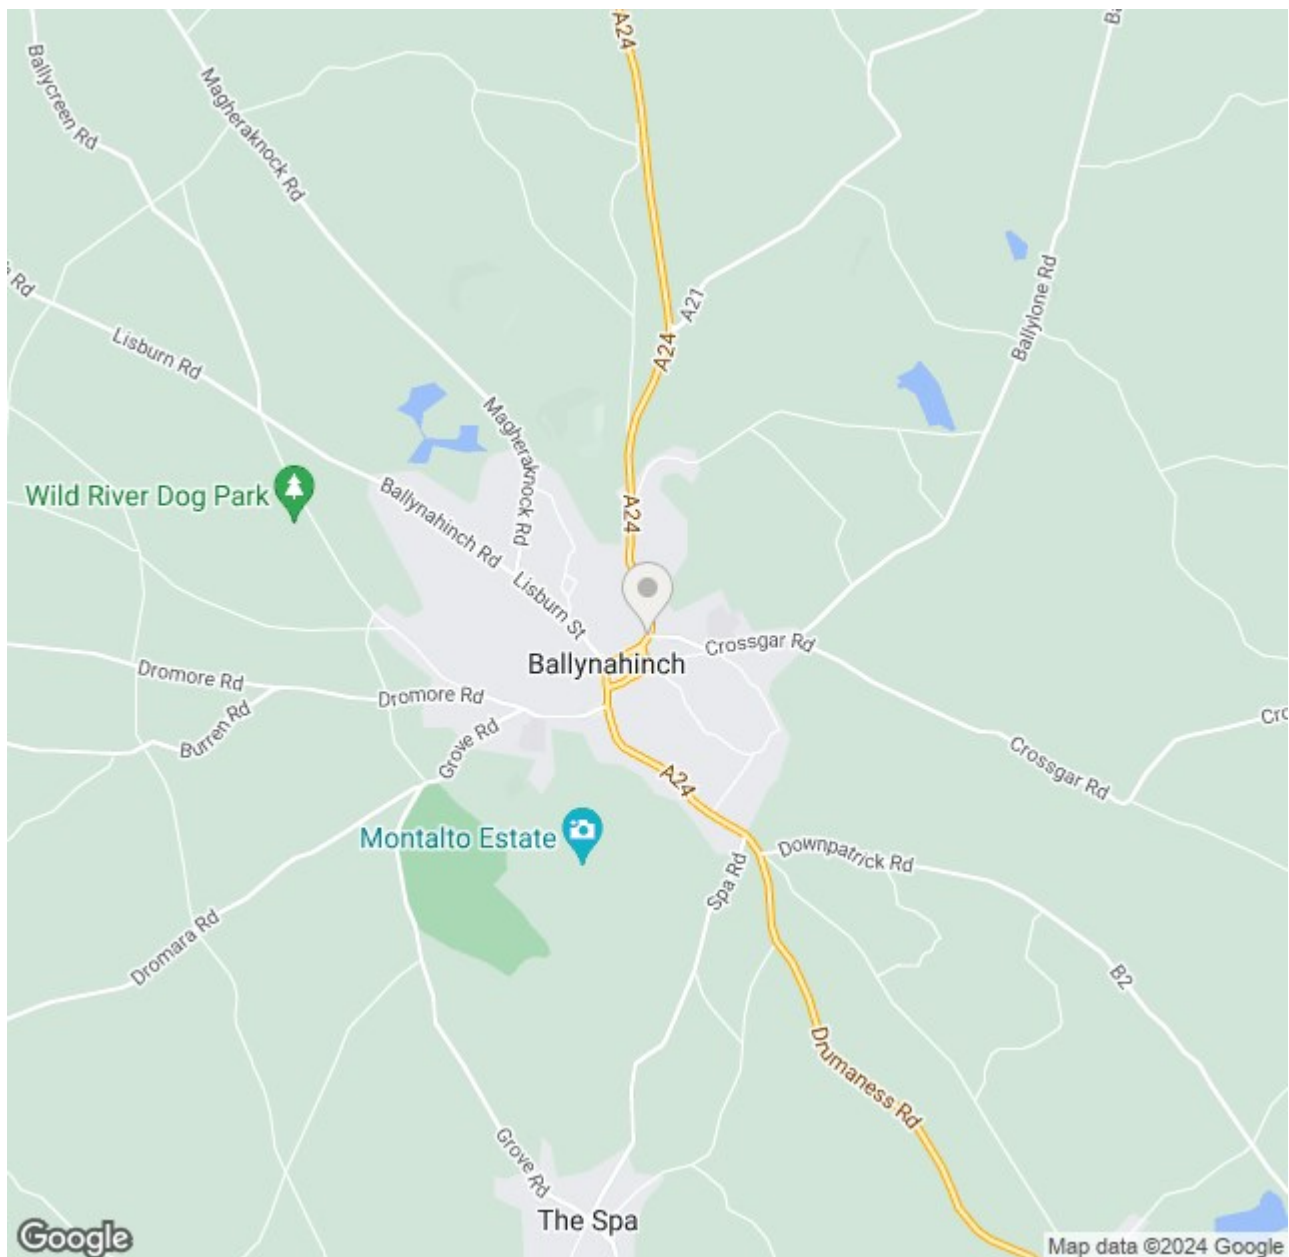 A24
Ballycreen Rd
Magheraknock Rd
Rd
Lisburn Rd
A21
A24
Ballylone Rd
Magheraknock Rd
Wild River Dog Park
Ballynahinch Rd
A24
Lisburn St
Crossgar Rd
Ballynahinch
Dromore Rd
Dromore Rd
Burren Rd
Grove Rd
Cro
Crossgar Rd
A24
Montalto Estate
Downpatrick Rd
Spa Rd
Dromara Rd
B2
Drumaness Rd
Grove Rd
The Spa
Google
Map data ©2024 Google